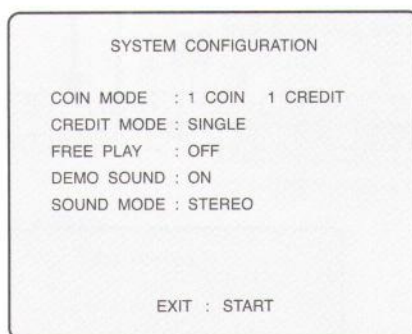 SYSTEM CONFIGURATION
COIN MODE : 1 COIN 1 CREDIT
CREDIT MODE : SINGLE
FREE PLAY : OFF
DEMO SOUND : ON
SOUND MODE : STEREO
EXIT : START